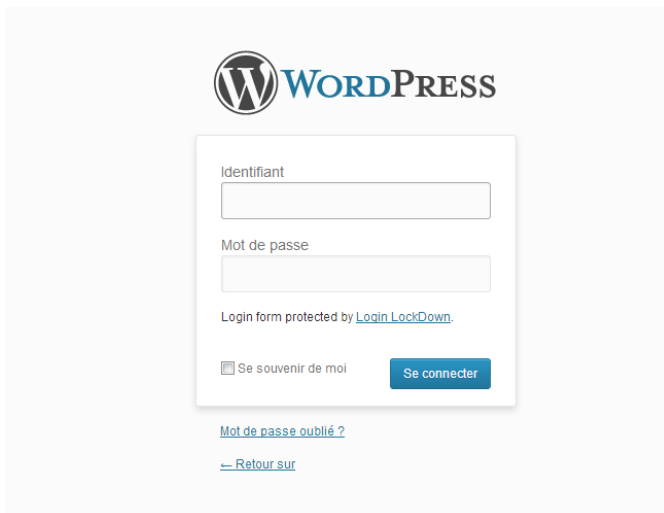 WORDPRESS
Identifiant
Mot de passe
Login form protected by Login LockDown.
Se souvenir de moi
Se connecter
Mot de passe oublié ?
← Retour sur